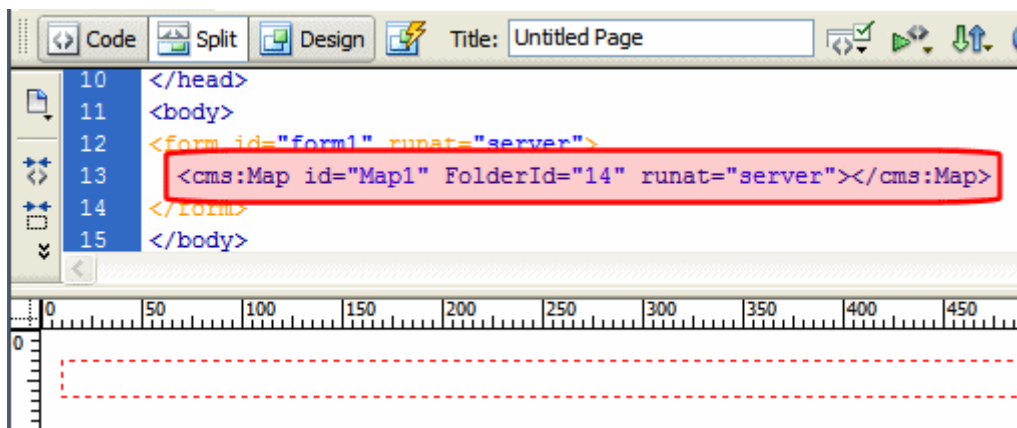 Code Split Design Title: Untitled Page
10 </head>
11 <body>
12 <form id="form1" runat="server">
13 <cms:Map id="Map1" FolderId="14" runat="server"></cms:Map>
14 </form>
15 </body>
0 50 100 150 200 250 300 350 400 450
0